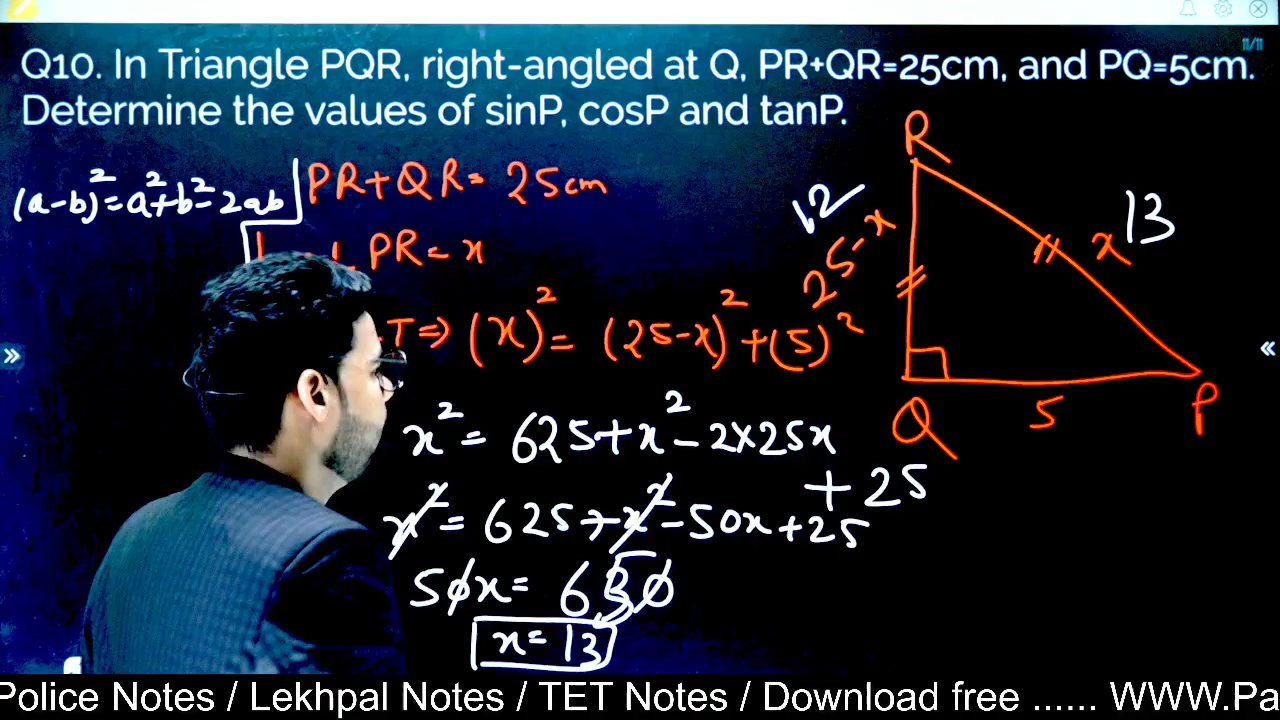 11/11
Q10. In Triangle PQR, right-angled at Q, PR+QR=25cm, and PQ=5cm.
Determine the values of sinP, cosP and tanP.
(a-b)²=a²+b²-2ab
PR+QR= 25cm
PR=x
T⇒ (x)²= (25-x)²+(5)²
x²= 625+x²-2×25x
+25
x²= 625+x²-50x+25
50x= 650
x= 13
R
12
25-x
x
13
Q
5
P
Police Notes / Lekhpal Notes / TET Notes / Download free ...... WWW.Pa